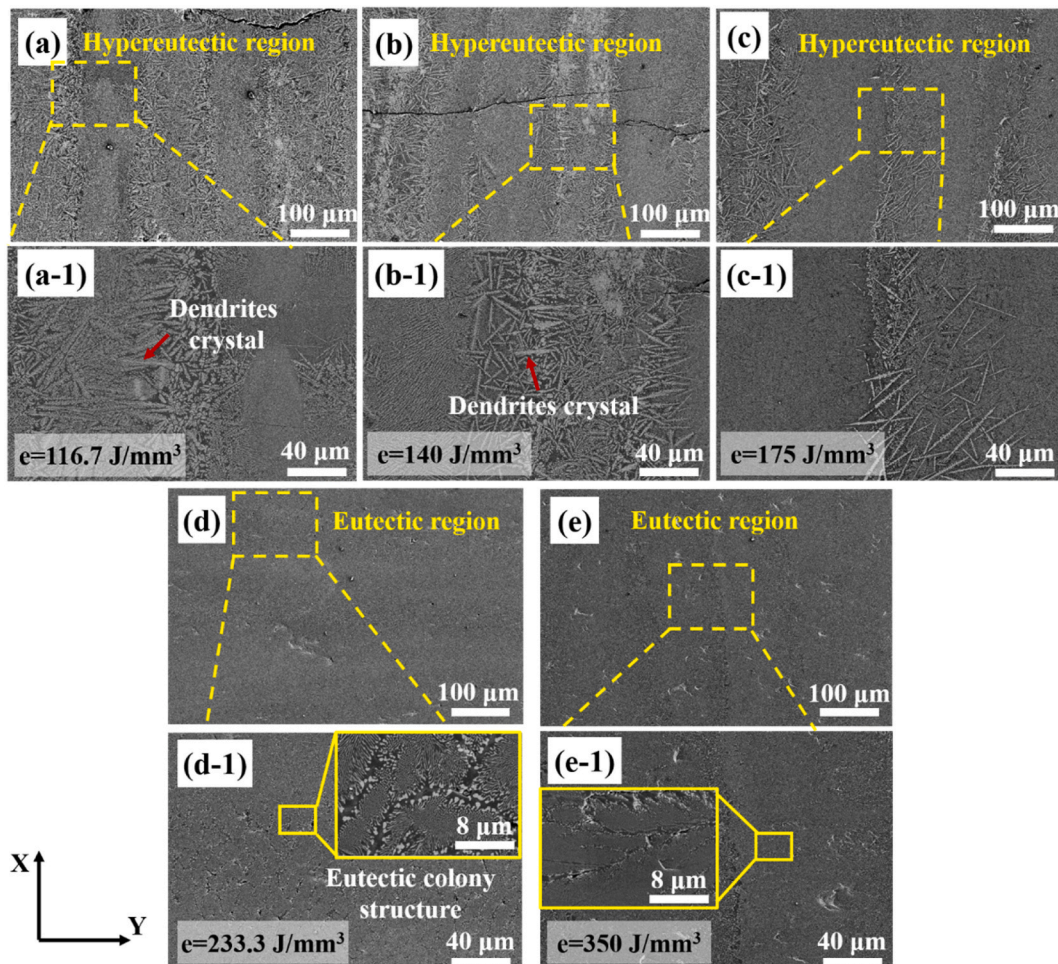 (a)
Hypereutectic region
100 μm
(b)
Hypereutectic region
100 μm
(c)
Hypereutectic region
100 μm
(a-1)
Dendrites
crystal
e=116.7 J/mm³
40 μm
(b-1)
Dendrites crystal
e=140 J/mm³
40 μm
(c-1)
e=175 J/mm³
40 μm
(d)
Eutectic region
100 μm
(e)
Eutectic region
100 μm
(d-1)
8 μm
Eutectic colony
structure
e=233.3 J/mm³
40 μm
(e-1)
8 μm
e=350 J/mm³
40 μm
X
Y